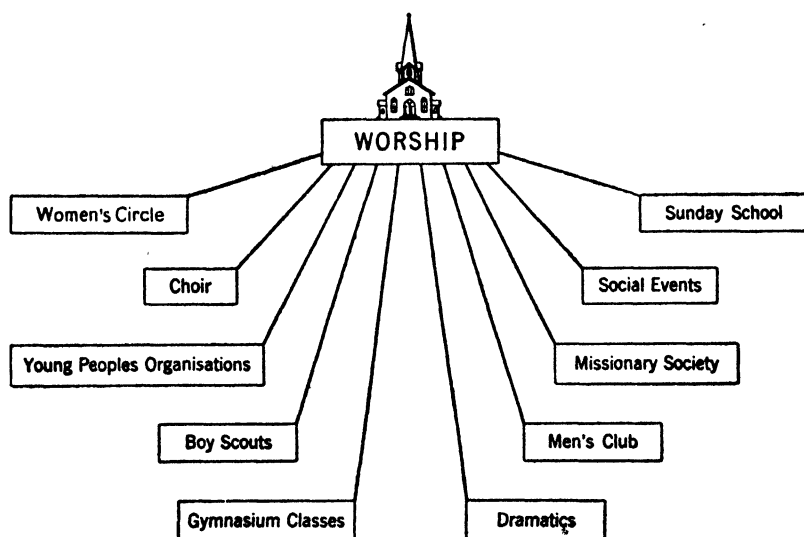 WORSHIP
Women's Circle
Sunday School
Choir
Social Events
Young Peoples Organisations
Missionary Society
Boy Scouts
Men's Club
Gymnasium Classes
Dramatics